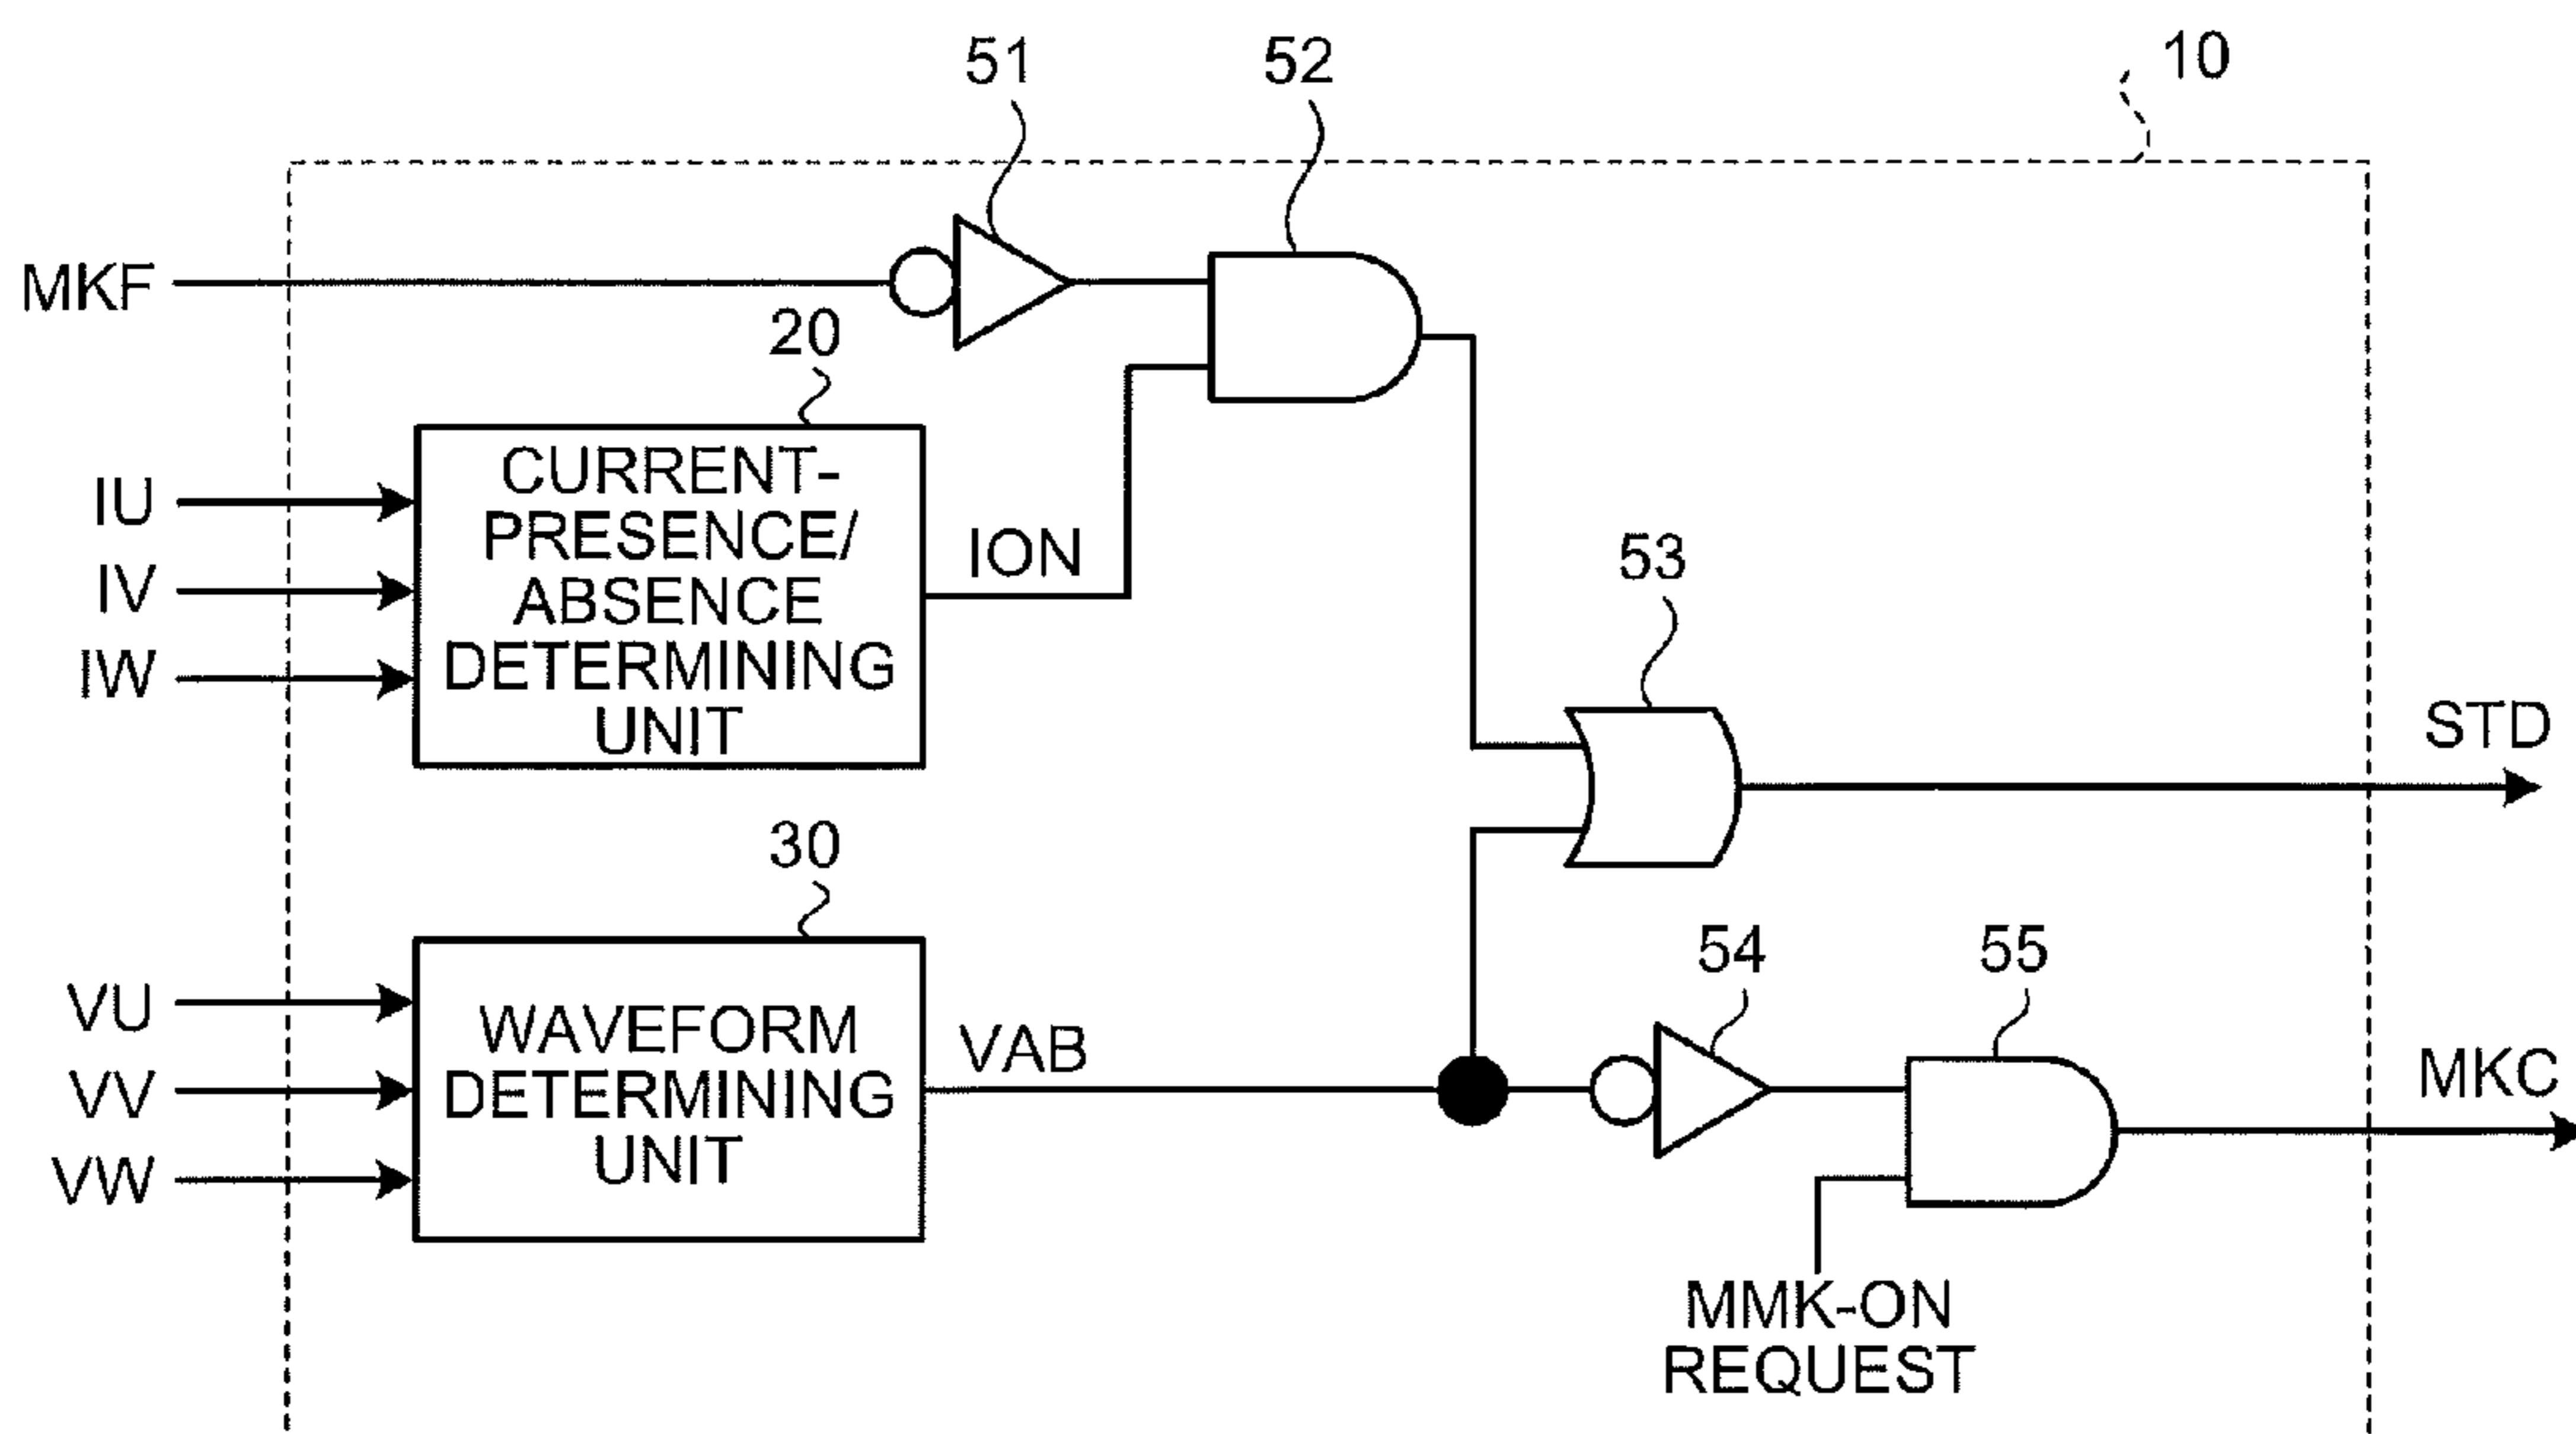 51
52
10
MKF
20
IU
IV
IW
CURRENT-
PRESENCE/
ABSENCE
DETERMINING
UNIT
ION
53
STD
30
VU
VV
VW
WAVEFORM
DETERMINING
UNIT
VAB
54
55
MKC
MMK-ON
REQUEST